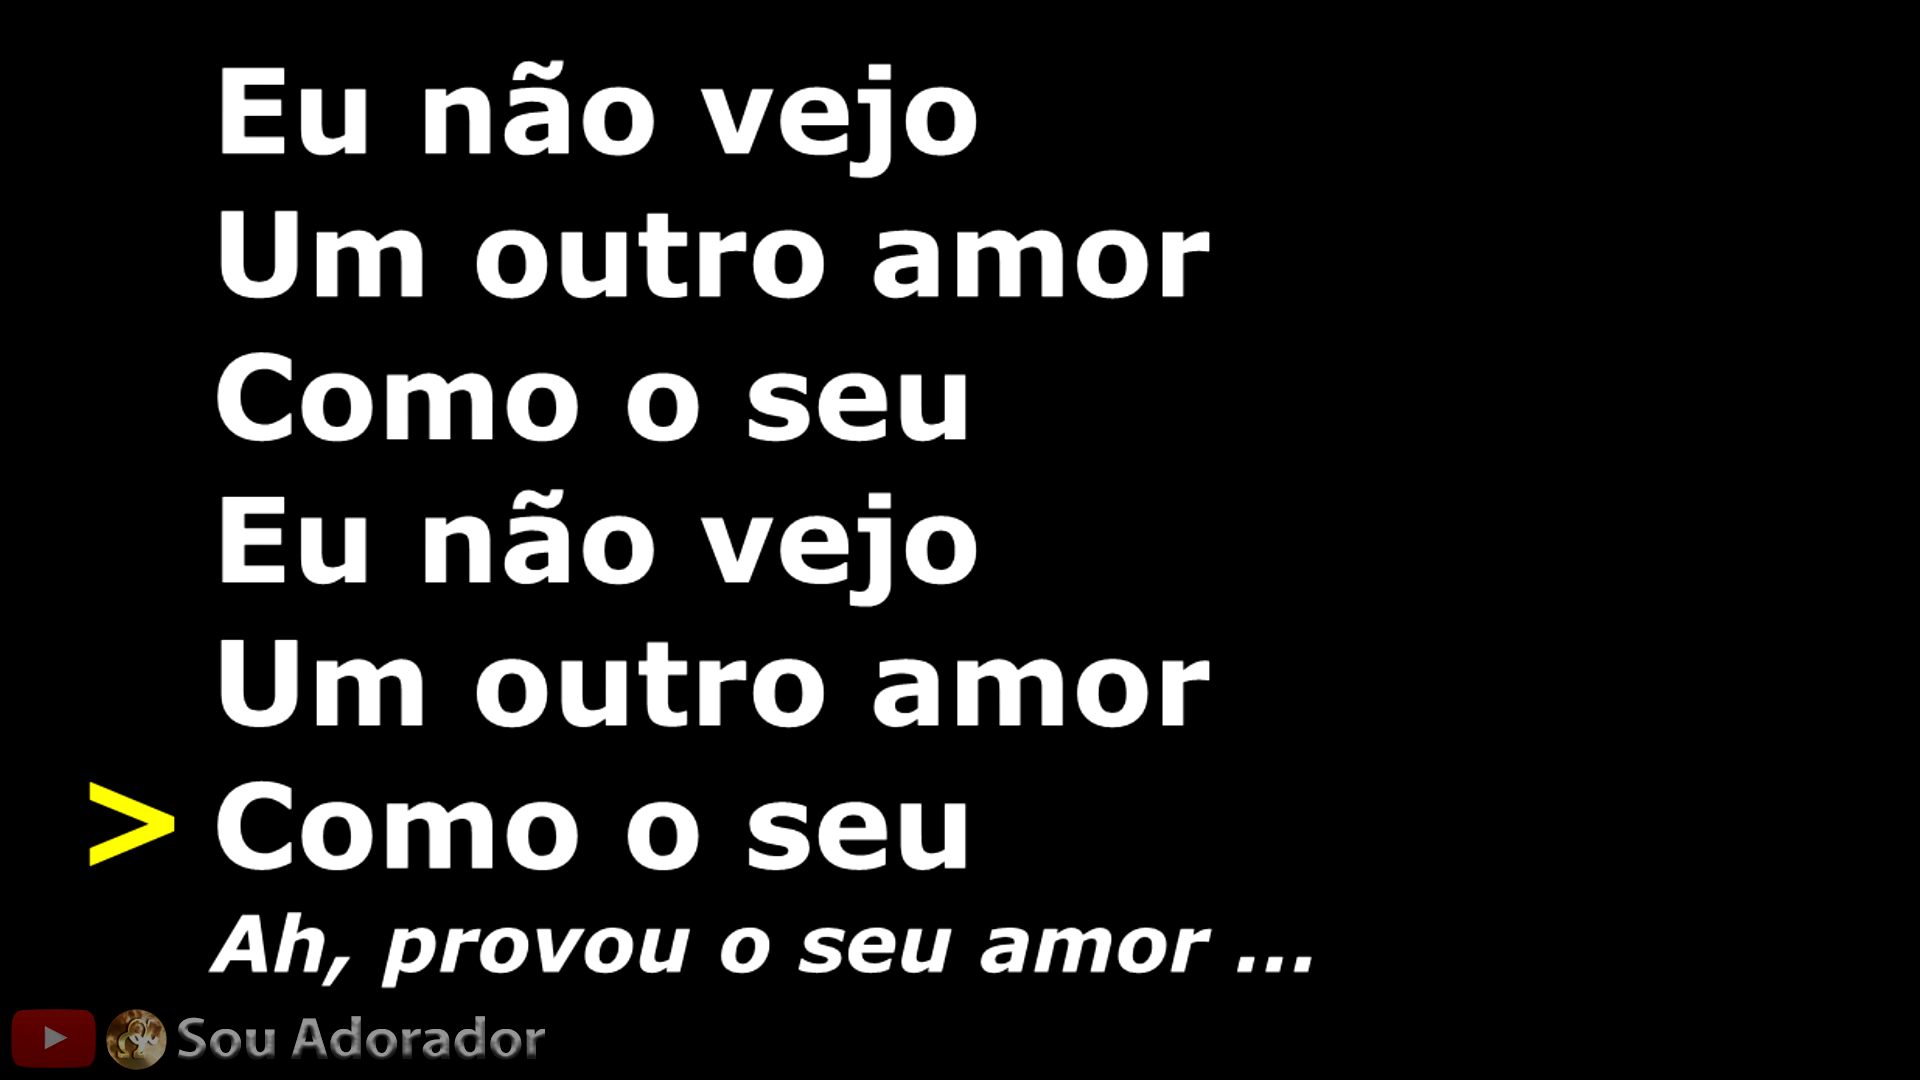 Eu não vejo
Um outro amor
Como o seu
Eu não vejo
Um outro amor
> Como o seu
Ah, provou o seu amor ...
Sou Adorador